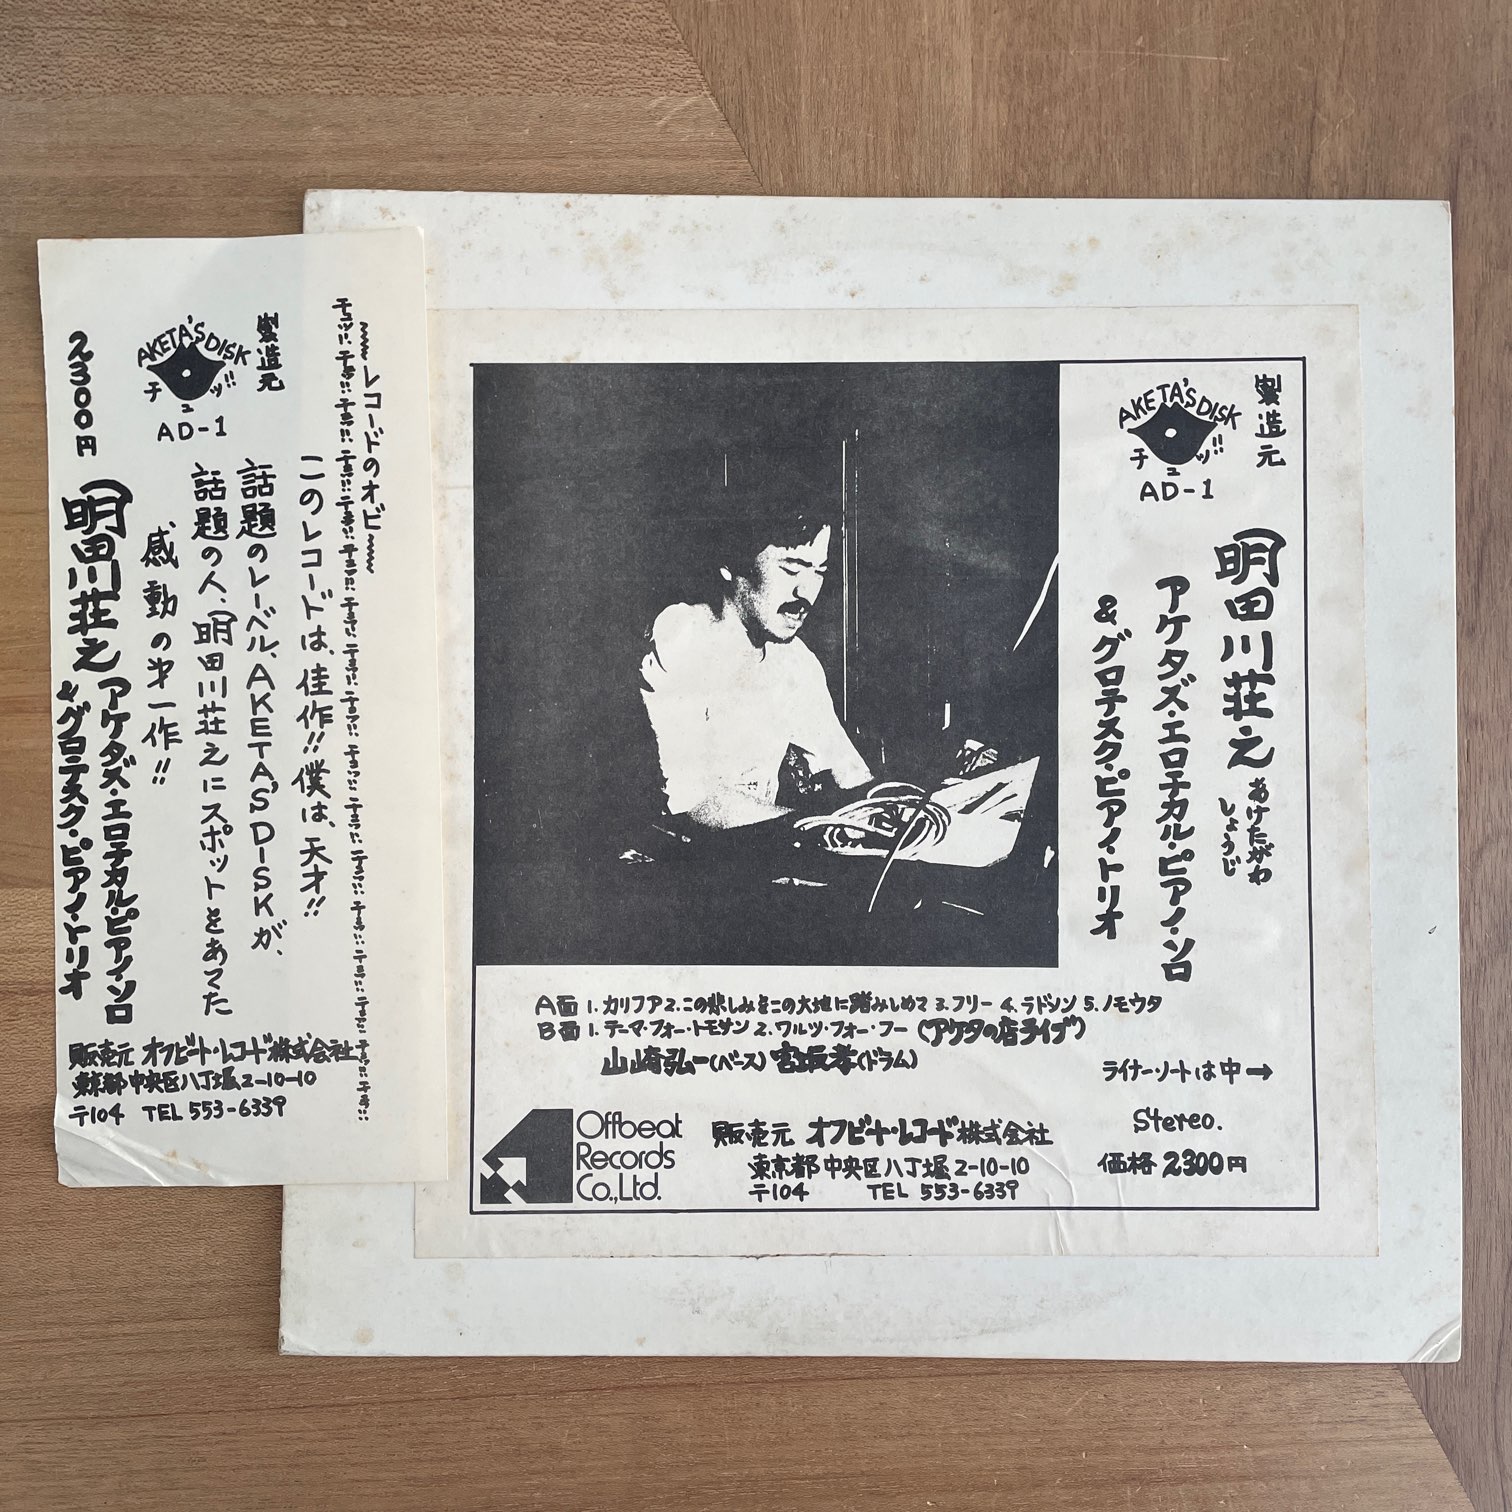 〜〜レコードのオビ〜〜
このレコードは、佳作!!僕は、天才!!
話題のレーベル、AKETA'S DISKが、
話題の人、明田川荘之にスポットをあてた
感動の才一作!!
製造元
AKETA'S DISK
チュッ!!
AD-1
2300円
明田川荘之
アケタズ・エロチカル・ピアノ・ソロ
&グロテスク・ピアノ・トリオ
販売元 オフビート・レコード株式会社
東京都中央区八丁堀2-10-10
〒104 TEL 553-6339
製造元
AKETA'S DISK
チュッ!!
AD-1
明田川荘之
あけたがわ
しょうじ
アケタズ・エロチカル・ピアノ・ソロ
&グロテスク・ピアノ・トリオ
A面 1. カリファ 2. この悲しみをこの大地に踏みしめて 3. フリー 4. ラドシン 5. ノモウタ
B面 1. テーマ・フォー・トモサン 2. ワルツ・フォー・フー (アケタの店ライブ)
山崎弘一(ベース) 宮坂孝(ドラム)
ライナーノートは中→
Offbeat
Records
Co.,Ltd.
販売元 オフビート・レコード株式会社
東京都中央区八丁堀2-10-10
〒104 TEL 553-6339
Stereo.
価格2300円